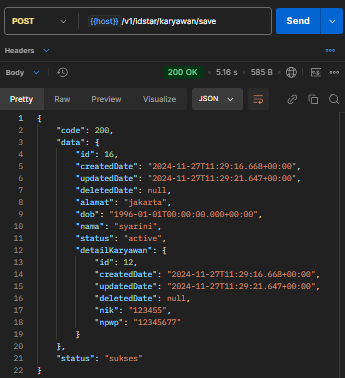 POST {{host}} /v1/idstar/karyawan/save Send
Headers
Body 200 OK 5.16 s 585 B
Pretty Raw Preview Visualize JSON
1 {
2 "code": 200,
3 "data": {
4 "id": 16,
5 "createdDate": "2024-11-27T11:29:16.668+00:00",
6 "updatedDate": "2024-11-27T11:29:21.647+00:00",
7 "deletedDate": null,
8 "alamat": "jakarta",
9 "dob": "1996-01-01T00:00:00.000+00:00",
10 "nama": "syarini",
11 "status": "active",
12 "detailKaryawan": {
13 "id": 12,
14 "createdDate": "2024-11-27T11:29:16.668+00:00",
15 "updatedDate": "2024-11-27T11:29:21.647+00:00",
16 "deletedDate": null,
17 "nik": "123455",
18 "npwp": "12345677"
19 }
20 },
21 "status": "sukses"
22 }